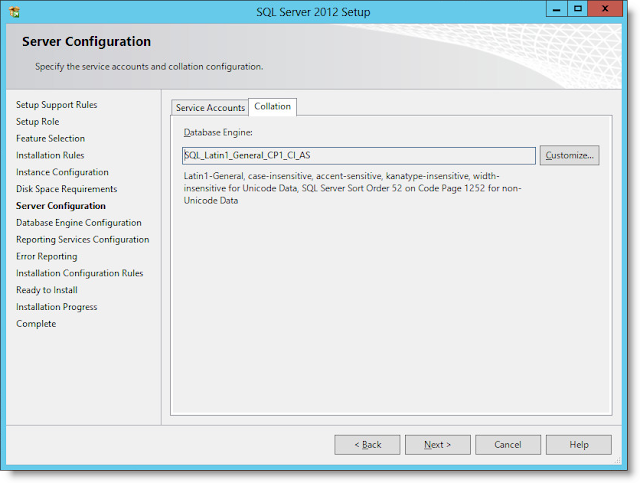 SQL Server 2012 Setup
Server Configuration
Specify the service accounts and collation configuration.
Setup Support Rules
Setup Role
Feature Selection
Installation Rules
Instance Configuration
Disk Space Requirements
Server Configuration
Database Engine Configuration
Reporting Services Configuration
Error Reporting
Installation Configuration Rules
Ready to Install
Installation Progress
Complete
Service Accounts Collation
Database Engine:
SQL_Latin1_General_CP1_CI_AS Customize...
Latin1-General, case-insensitive, accent-sensitive, kanatype-insensitive, width-
insensitive for Unicode Data, SQL Server Sort Order 52 on Code Page 1252 for non-
Unicode Data
< Back Next > Cancel Help